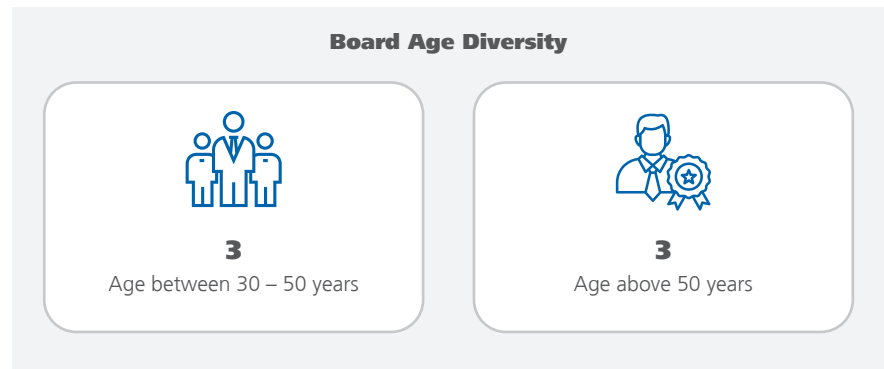 Board Age Diversity
3
Age between 30 – 50 years
3
Age above 50 years